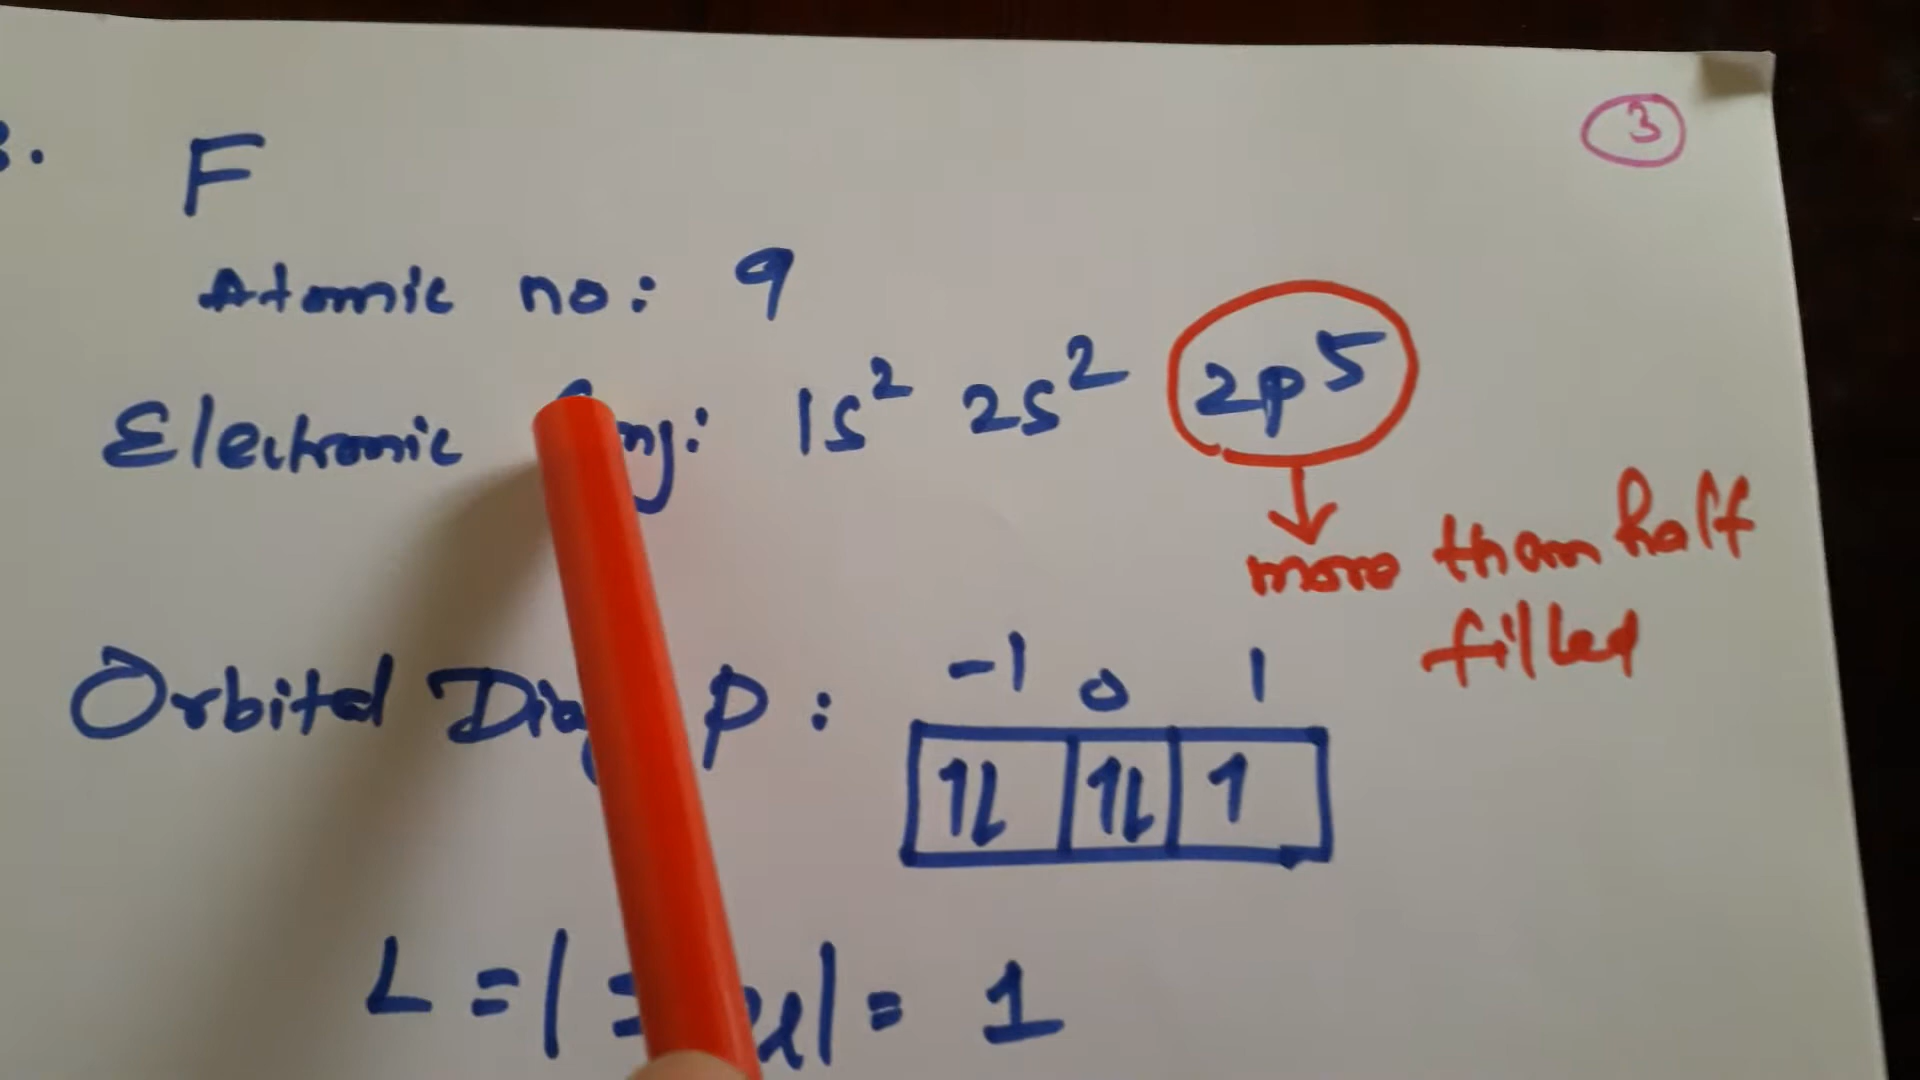 3
3. F
Atomic no: 9
Electronic : 1s² 2s² 2p⁵
more than half
filled
Orbital p :
-1 0 1
1L 1L 1
L = | | = 1